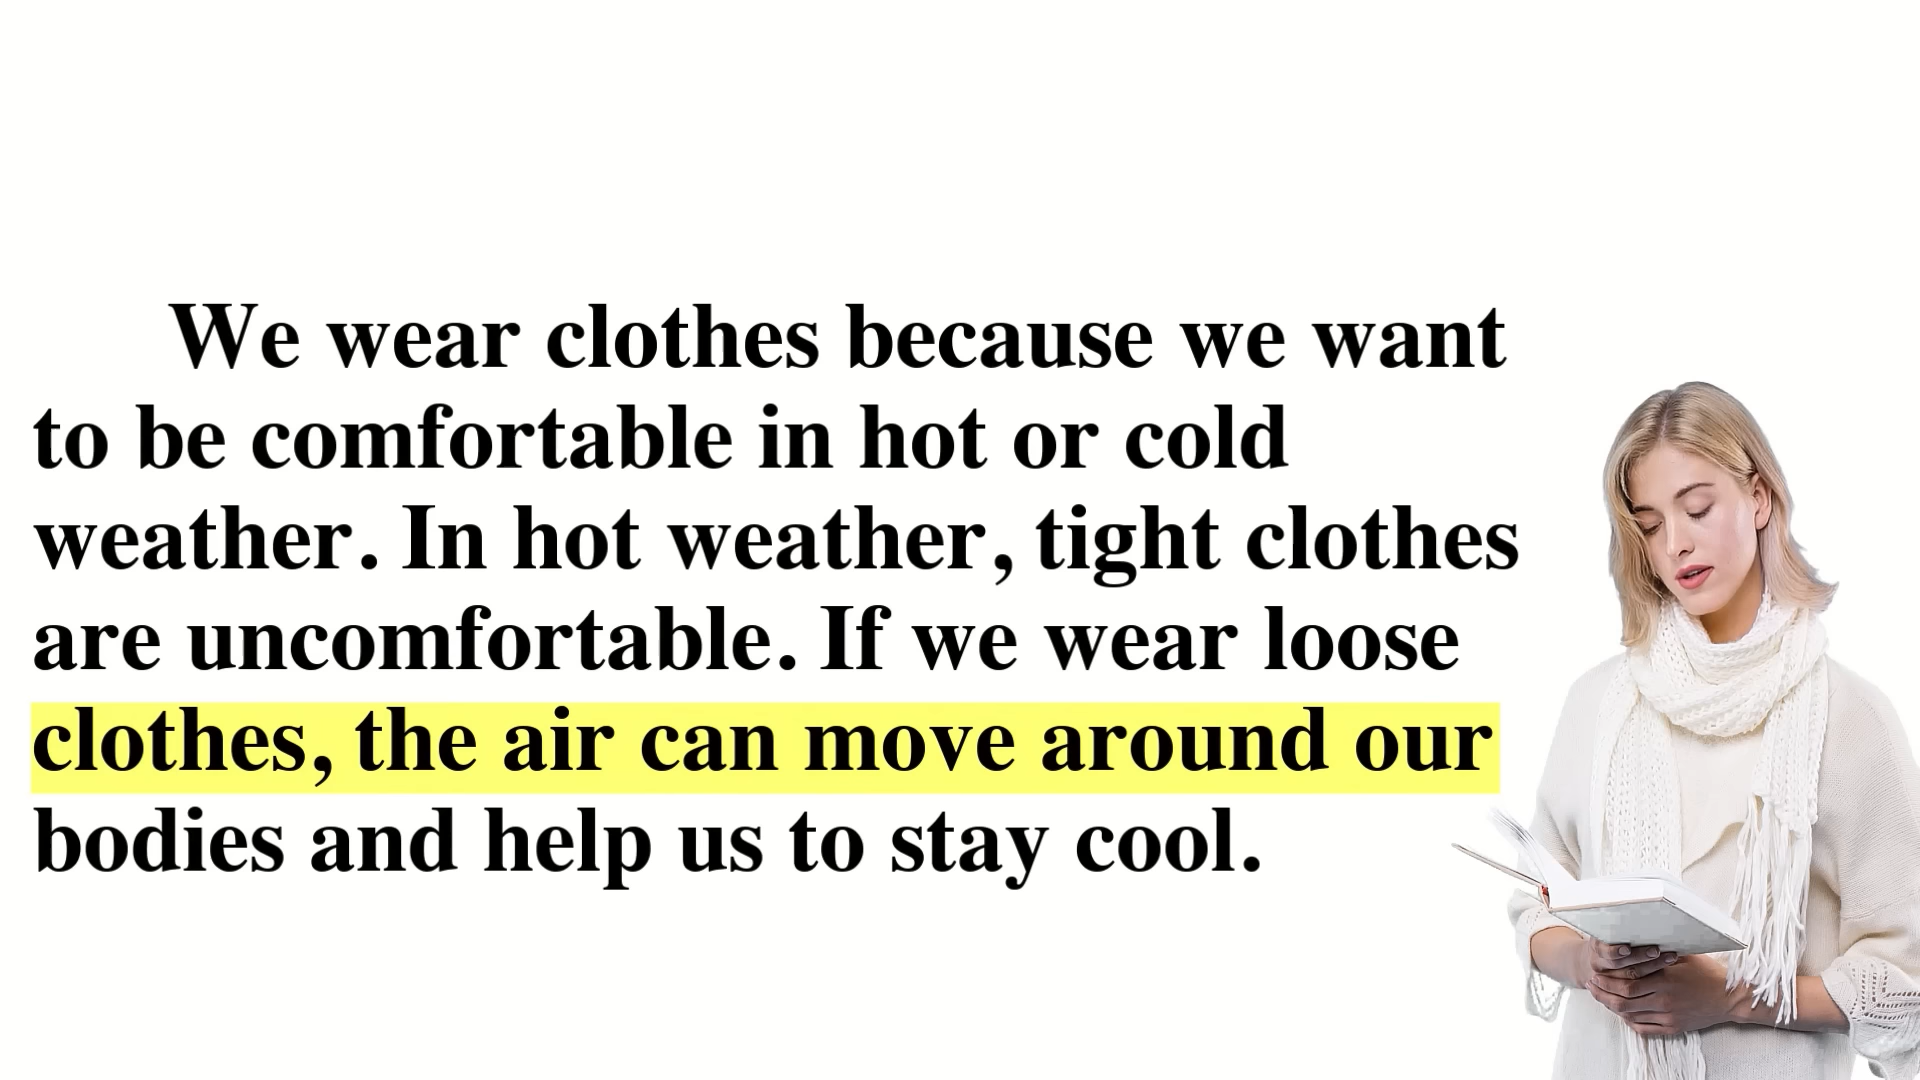 We wear clothes because we want
to be comfortable in hot or cold
weather. In hot weather, tight clothes
are uncomfortable. If we wear loose
clothes, the air can move around our
bodies and help us to stay cool.